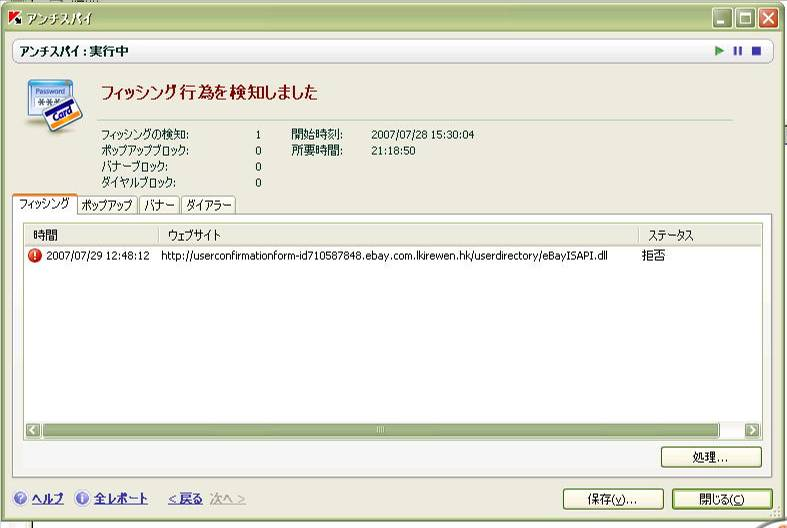 アンチスパイ
アンチスパイ : 実行中
Password
***
Card
フィッシング行為を検知しました
フィッシングの検知: 1 開始時刻: 2007/07/28 15:30:04
ポップアップブロック: 0 所要時間: 21:18:50
バナーブロック: 0
ダイヤルブロック: 0
フィッシング ポップアップ バナー ダイアラー
時間 ウェブサイト ステータス
2007/07/29 12:48:12 http://userconfirmationform-id710587848.ebay.com.lkirewen.hk/userdirectory/eBayISAPI.dll 拒否
処理...
ヘルプ 全レポート < 戻る 次へ > 保存(v)... 閉じる(C)